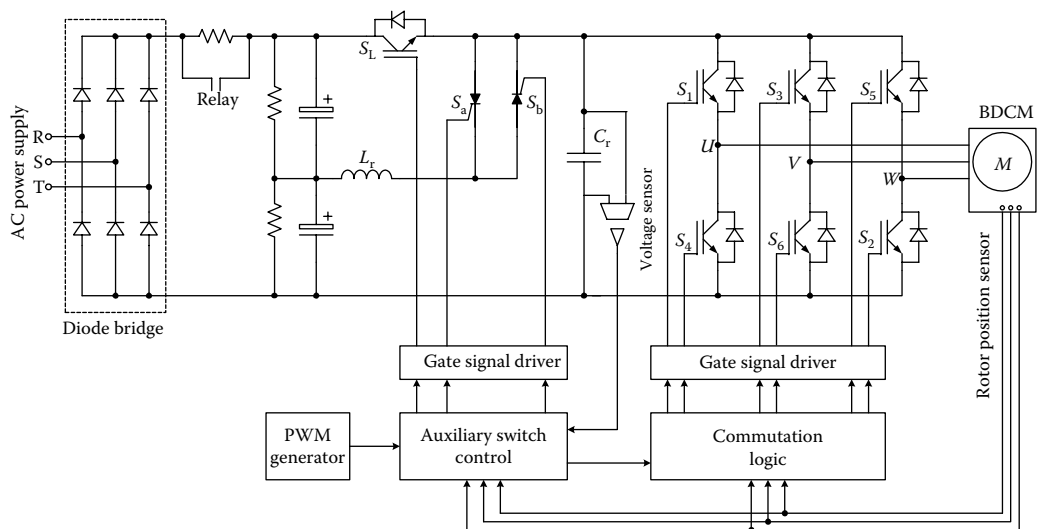 AC power supply
R
S
T
Diode bridge
Relay
+
+
S_L
S_a
S_b
L_r
C_r
Voltage sensor
S_1
S_3
S_5
U
V
W
S_4
S_6
S_2
BDCM
M
Rotor position sensor
Gate signal driver
Gate signal driver
PWM
generator
Auxiliary switch
control
Commutation
logic